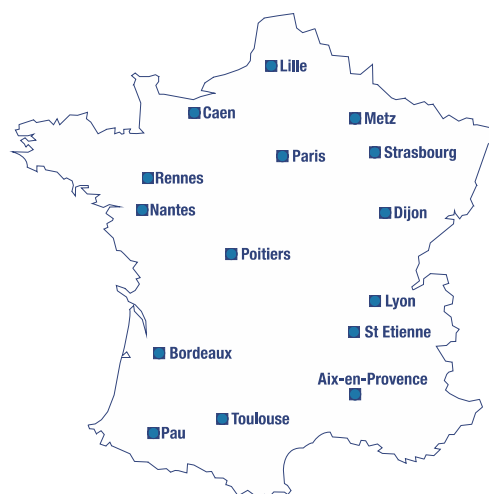 Lille
Caen
Metz
Paris
Strasbourg
Rennes
Nantes
Dijon
Poitiers
Lyon
St Etienne
Bordeaux
Aix-en-Provence
Toulouse
Pau